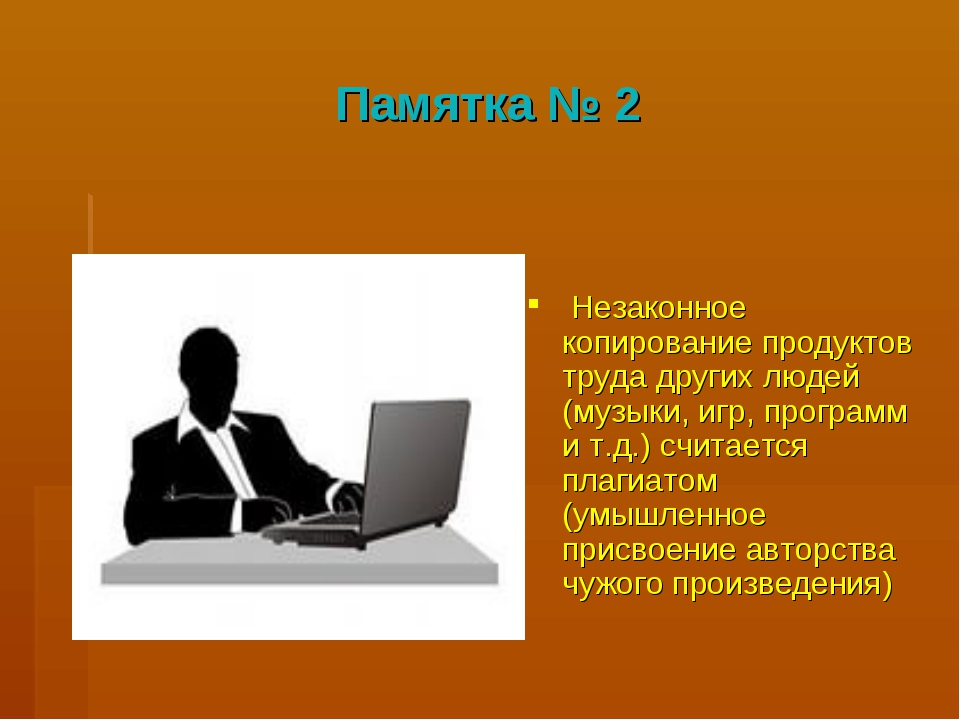 Памятка № 2
Незаконное
копирование продуктов
труда других людей
(музыки, игр, программ
и т.д.) считается
плагиатом
(умышленное
присвоение авторства
чужого произведения)